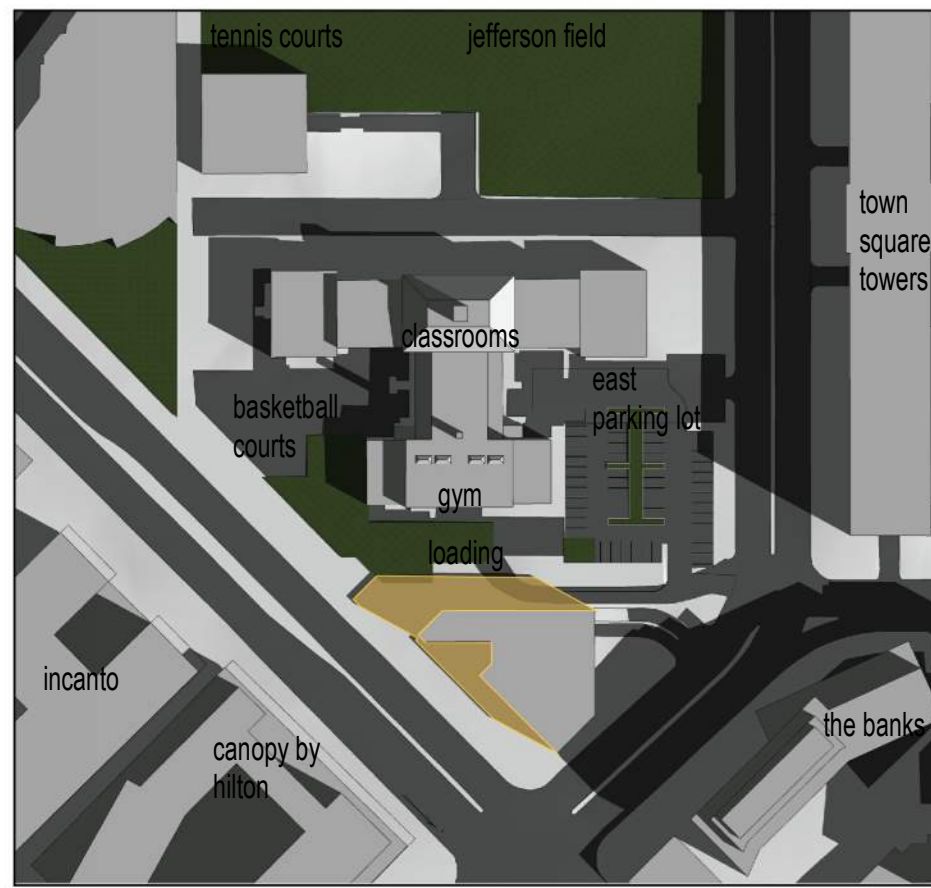 tennis courts
jefferson field
town
square
towers
classrooms
east
parking lot
basketball
courts
gym
loading
incanto
canopy by
hilton
the banks